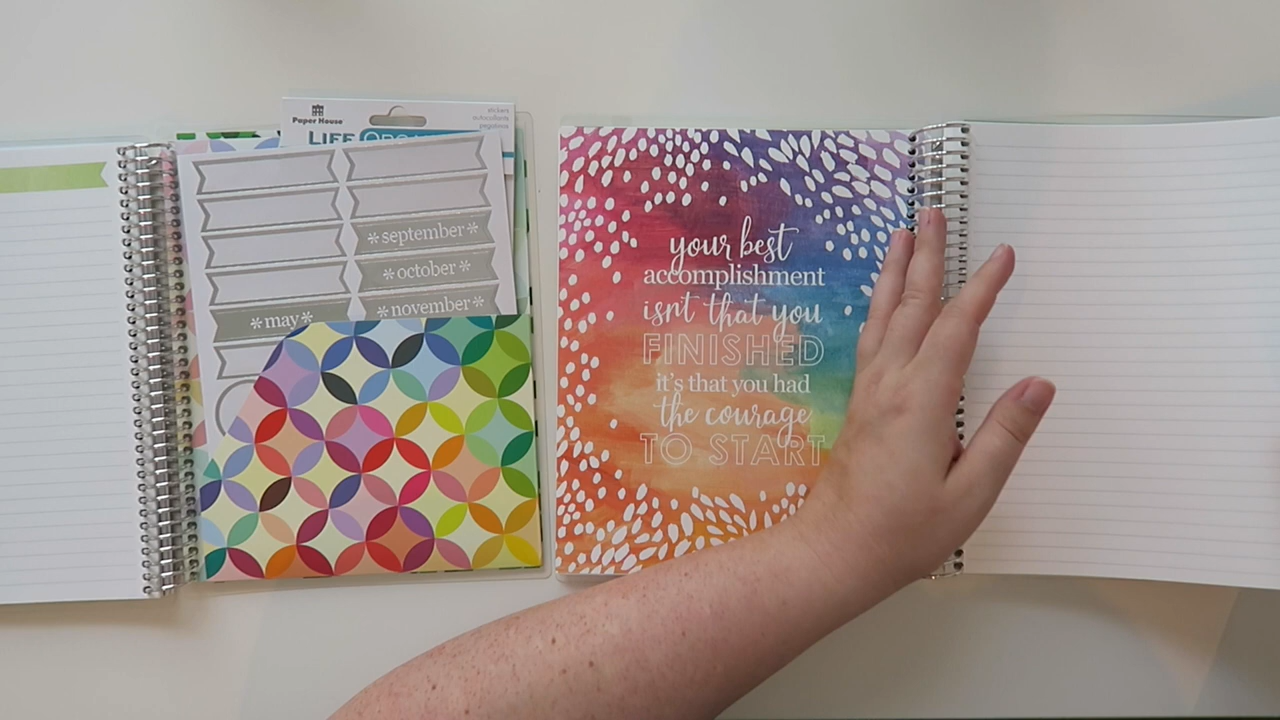 Paper House
stickers
autocollants
pegatinas
*september*
*october*
*november*
*may*
your best
accomplishment
isn't that you
FINISHED
it's that you had
the courage
TO START